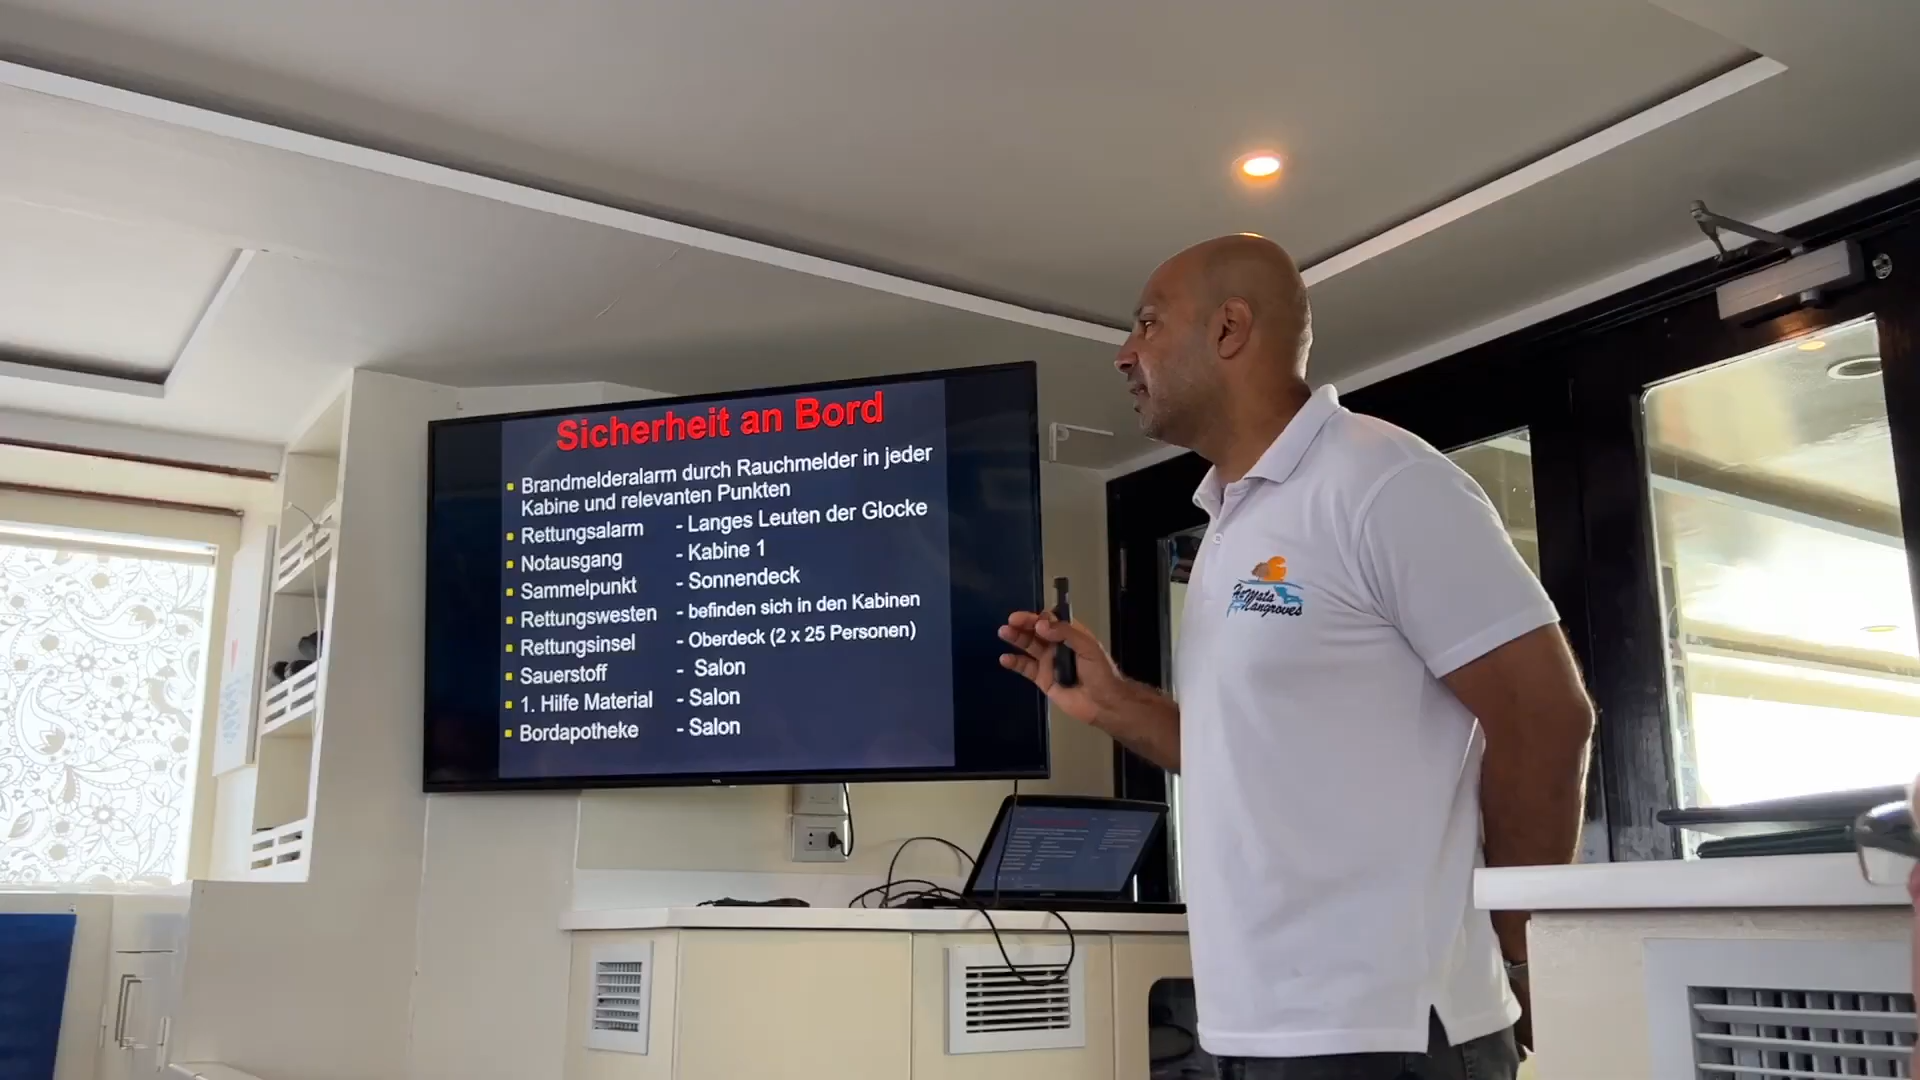 Sicherheit an Bord
Brandmelderalarm durch Rauchmelder in jeder
Kabine und relevanten Punkten
Rettungsalarm - Langes Leuten der Glocke
Notausgang - Kabine 1
Sammelpunkt - Sonnendeck
Rettungswesten - befinden sich in den Kabinen
Rettungsinsel - Oberdeck (2 x 25 Personen)
Sauerstoff - Salon
1. Hilfe Material - Salon
Bordapotheke - Salon
Hamata
Mangroves